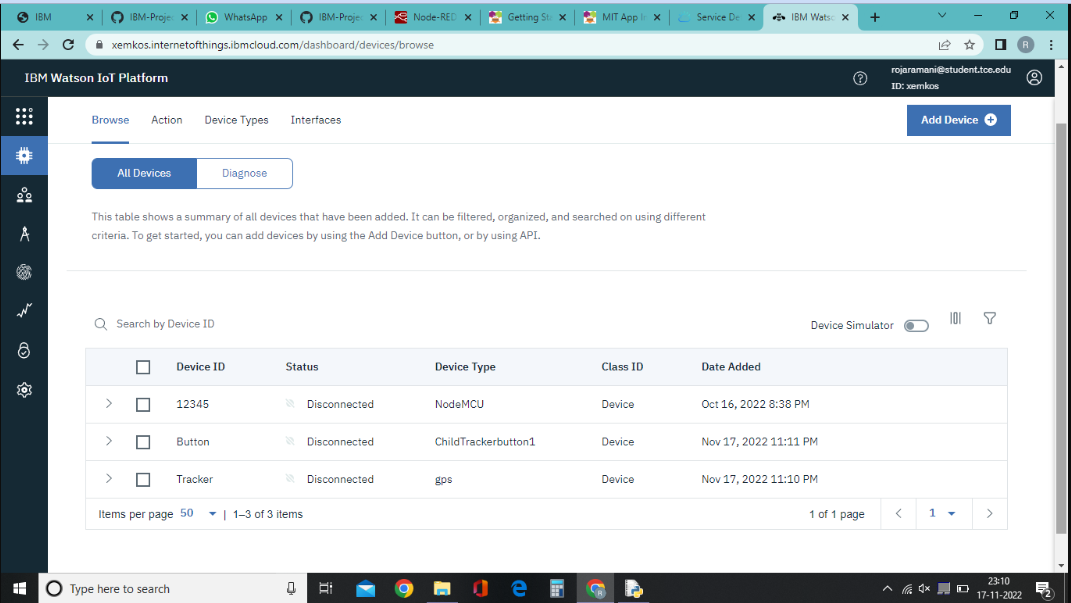 IBM
IBM-Proje
WhatsApp
IBM-Proje
Node-RED
Getting St
MIT App In
Service De
IBM Watso
xemkos.internetofthings.ibmcloud.com/dashboard/devices/browse
R
IBM Watson IoT Platform
rojaramani@student.tce.edu
ID: xemkos
Browse Action Device Types Interfaces
Add Device
All Devices Diagnose
This table shows a summary of all devices that have been added. It can be filtered, organized, and searched on using different
criteria. To get started, you can add devices by using the Add Device button, or by using API.
Search by Device ID
Device Simulator
Device ID Status Device Type Class ID Date Added
12345 Disconnected NodeMCU Device Oct 16, 2022 8:38 PM
Button Disconnected ChildTrackerbutton1 Device Nov 17, 2022 11:11 PM
Tracker Disconnected gps Device Nov 17, 2022 11:10 PM
Items per page 50 | 1–3 of 3 items 1 of 1 page 1
Type here to search
23:10
17-11-2022
2